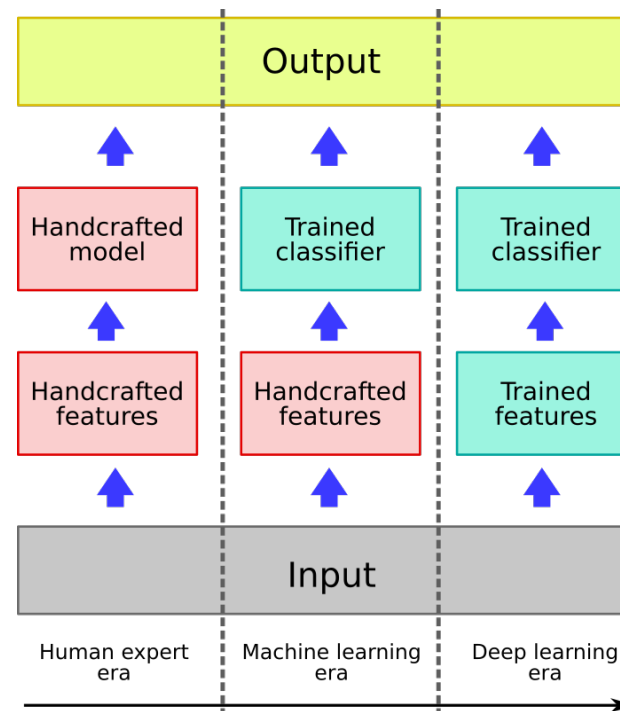 Output
Handcrafted
model
Trained
classifier
Trained
classifier
Handcrafted
features
Handcrafted
features
Trained
features
Input
Human expert
era
Machine learning
era
Deep learning
era